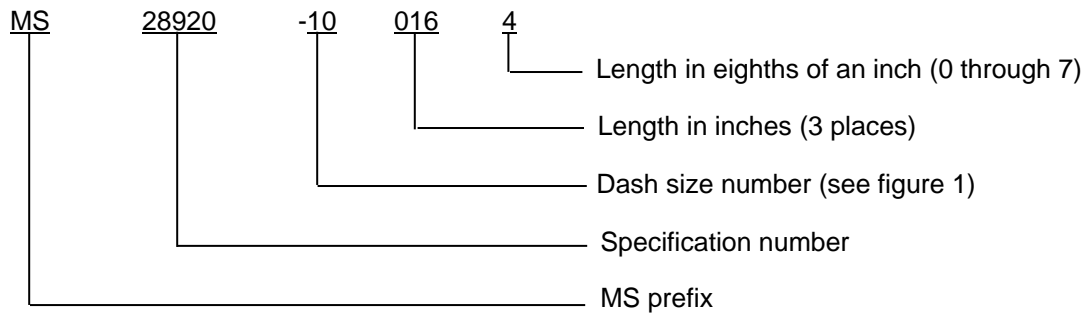 MS 28920 -10 016 4
Length in eighths of an inch (0 through 7)
Length in inches (3 places)
Dash size number (see figure 1)
Specification number
MS prefix